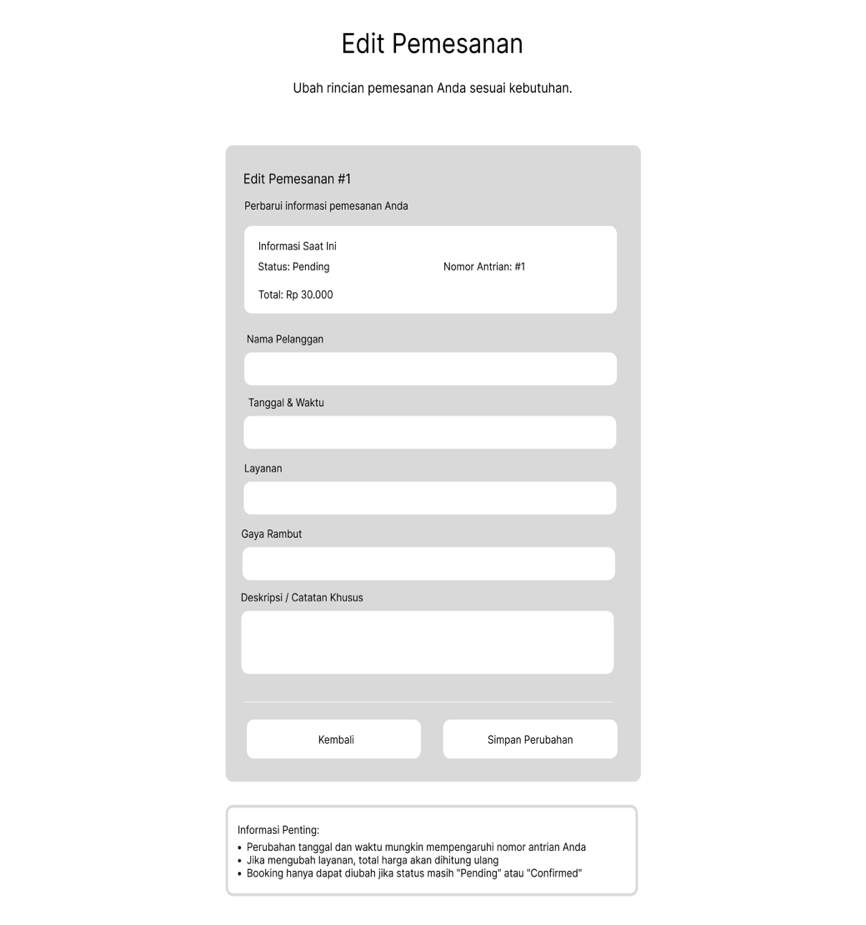 Edit Pemesanan
Ubah rincian pemesanan Anda sesuai kebutuhan.
Edit Pemesanan #1
Perbarui informasi pemesanan Anda
Informasi Saat Ini
Status: Pending
Nomor Antrian: #1
Total: Rp 30.000
Nama Pelanggan
Tanggal & Waktu
Layanan
Gaya Rambut
Deskripsi / Catatan Khusus
Kembali
Simpan Perubahan
Informasi Penting:
• Perubahan tanggal dan waktu mungkin mempengaruhi nomor antrian Anda
• Jika mengubah layanan, total harga akan dihitung ulang
• Booking hanya dapat diubah jika status masih "Pending" atau "Confirmed"